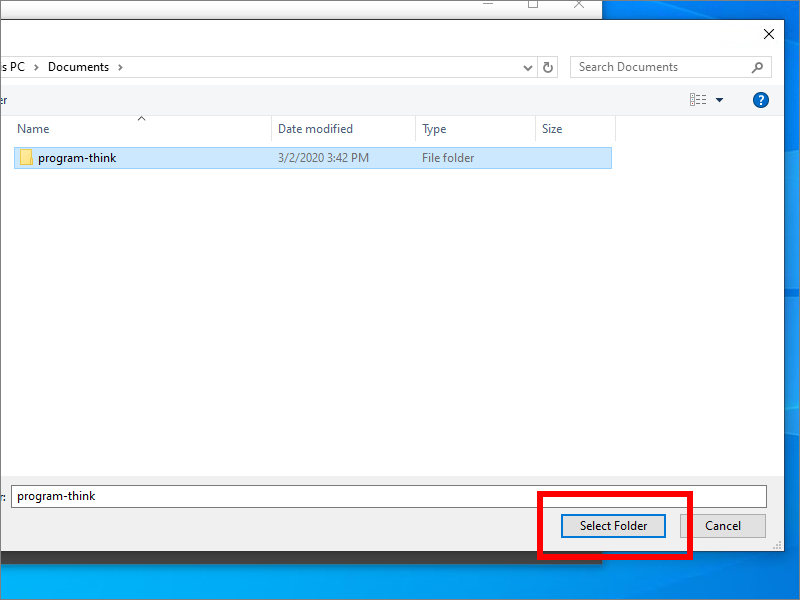 s PC > Documents >
Search Documents
er
?
Name Date modified Type Size
program-think 3/2/2020 3:42 PM File folder
r: program-think
Select Folder Cancel